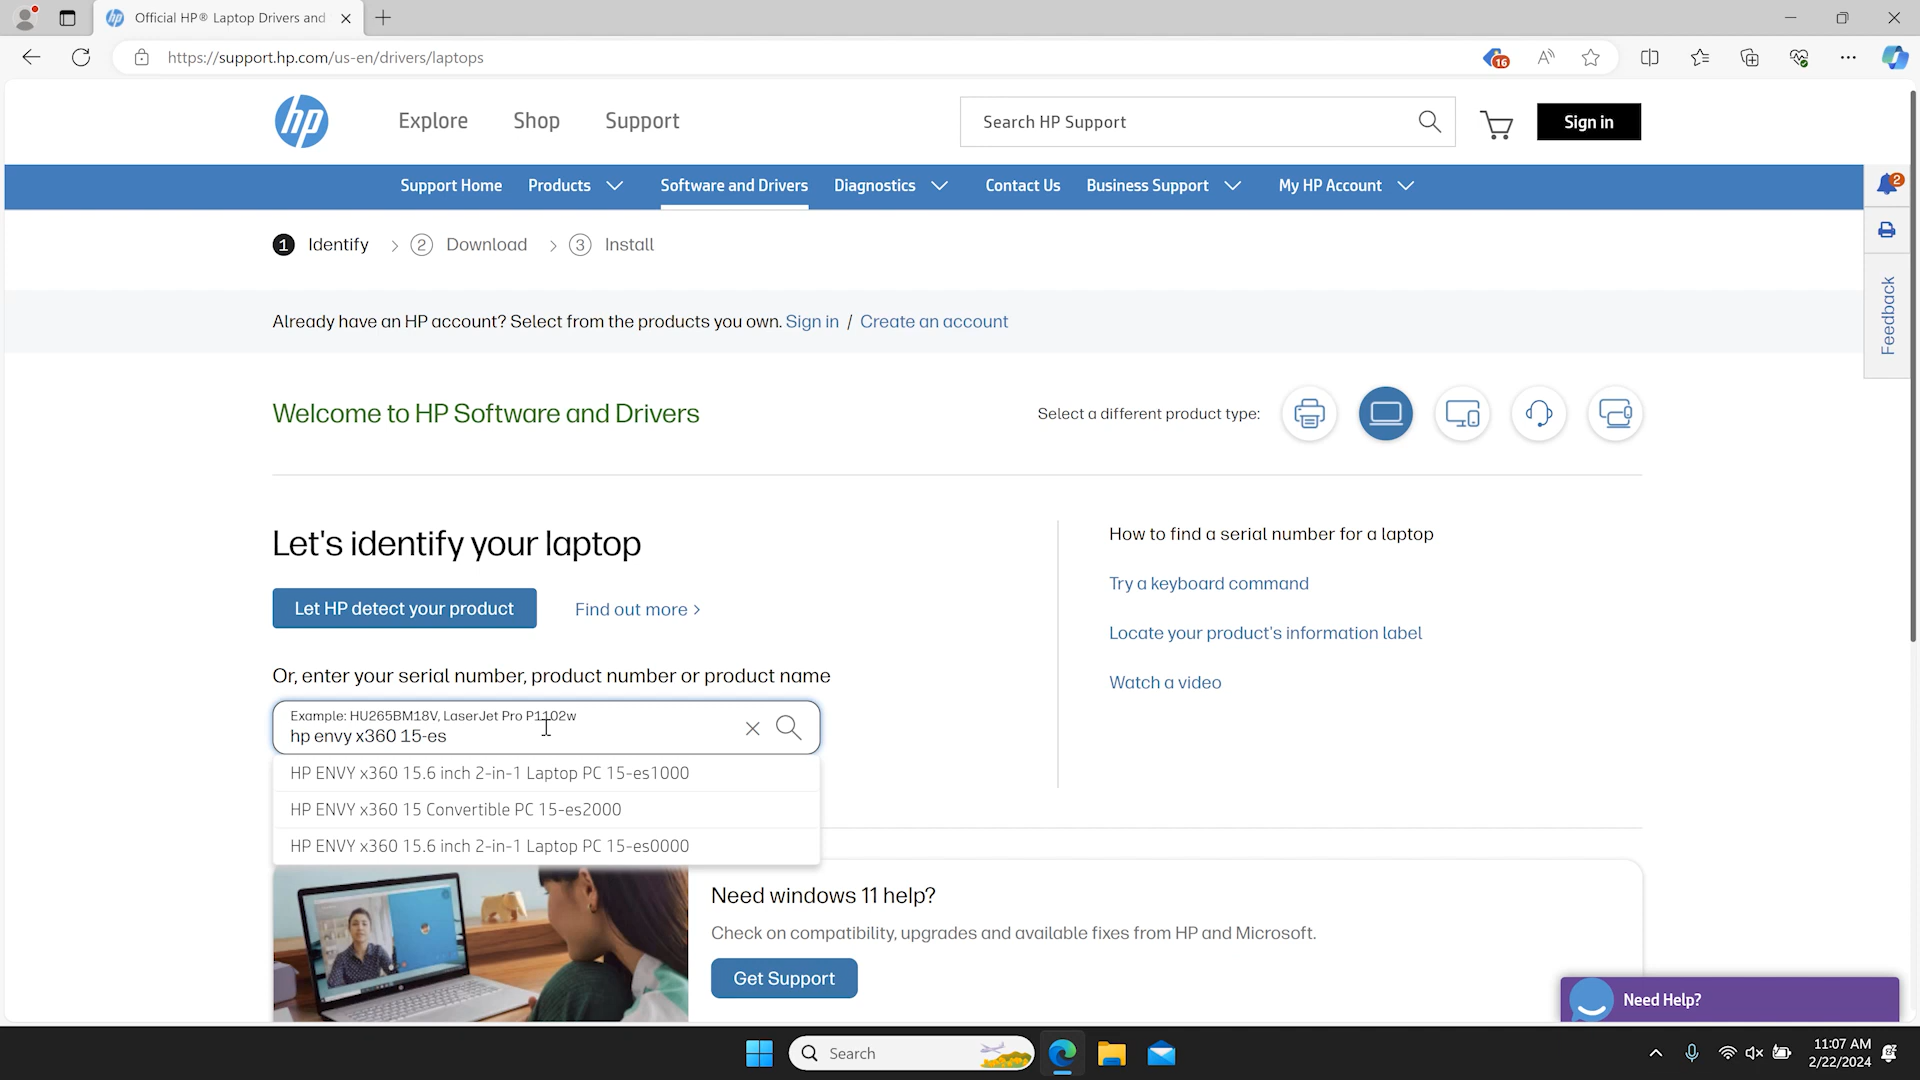 Official HP® Laptop Drivers and
https://support.hp.com/us-en/drivers/laptops
16
hp
Explore
Shop
Support
Search HP Support
Sign in
Support Home
Products
Software and Drivers
Diagnostics
Contact Us
Business Support
My HP Account
2
1 Identify > 2 Download > 3 Install
Feedback
Already have an HP account? Select from the products you own. Sign in / Create an account
Welcome to HP Software and Drivers
Select a different product type:
Let's identify your laptop
How to find a serial number for a laptop
Try a keyboard command
Let HP detect your product
Find out more >
Locate your product's information label
Or, enter your serial number, product number or product name
Watch a video
Example: HU265BM18V, LaserJet Pro P1102w
hp envy x360 15-es
HP ENVY x360 15.6 inch 2-in-1 Laptop PC 15-es1000
HP ENVY x360 15 Convertible PC 15-es2000
HP ENVY x360 15.6 inch 2-in-1 Laptop PC 15-es0000
Need windows 11 help?
Check on compatibility, upgrades and available fixes from HP and Microsoft.
Get Support
Need Help?
Search
11:07 AM
2/22/2024